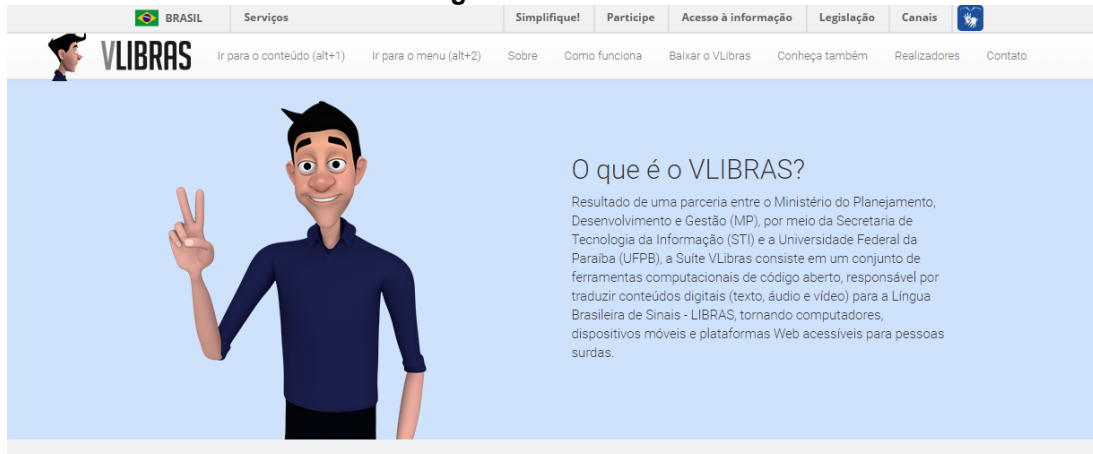 BRASIL Serviços Simplifique! Participe Acesso à informação Legislação Canais
VLIBRAS Ir para o conteúdo (alt+1) Ir para o menu (alt+2) Sobre Como funciona Baixar o VLibras Conheça também Realizadores Contato
O que é o VLIBRAS?
Resultado de uma parceria entre o Ministério do Planejamento,
Desenvolvimento e Gestão (MP), por meio da Secretaria de
Tecnologia da Informação (STI) e a Universidade Federal da
Paraíba (UFPB), a Suíte VLibras consiste em um conjunto de
ferramentas computacionais de código aberto, responsável por
traduzir conteúdos digitais (texto, áudio e vídeo) para a Língua
Brasileira de Sinais - LIBRAS, tornando computadores,
dispositivos móveis e plataformas Web acessíveis para pessoas
surdas.